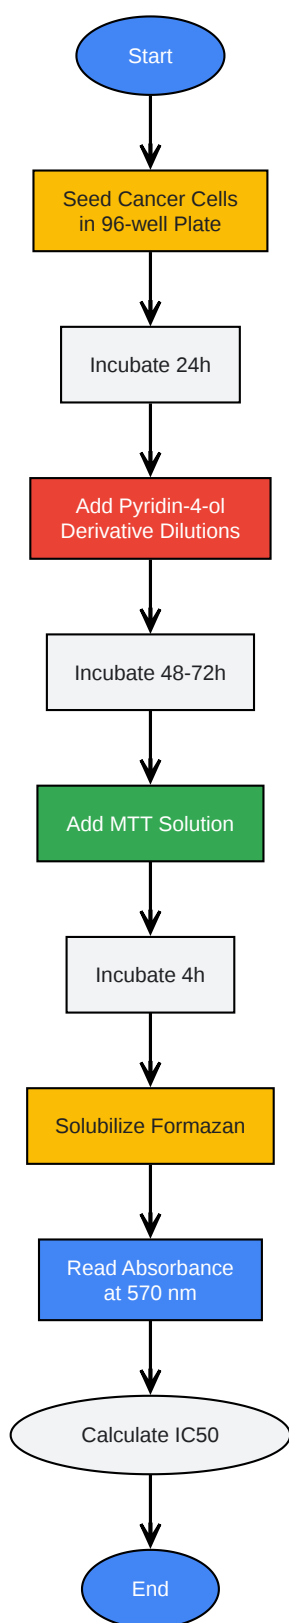 Start
Seed Cancer Cells
in 96-well Plate
Incubate 24h
Add Pyridin-4-ol
Derivative Dilutions
Incubate 48-72h
Add MTT Solution
Incubate 4h
Solubilize Formazan
Read Absorbance
at 570 nm
Calculate IC50
End